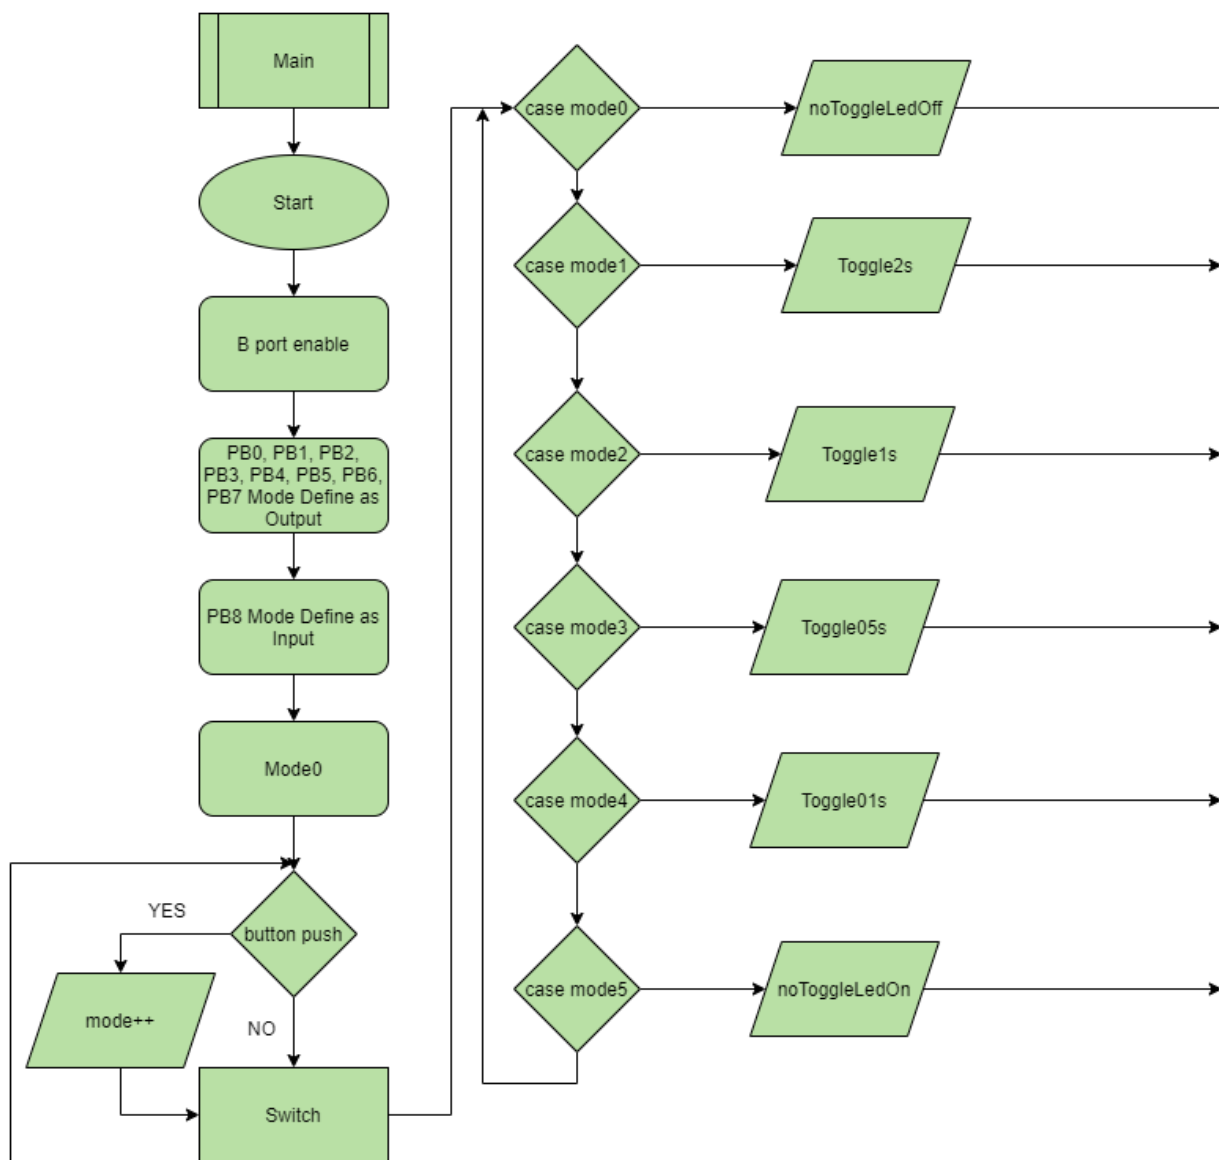 Main
Start
B port enable
PB0, PB1, PB2,
PB3, PB4, PB5, PB6,
PB7 Mode Define as
Output
PB8 Mode Define as
Input
Mode0
button push
YES
NO
mode++
Switch
case mode0
noToggleLedOff
case mode1
Toggle2s
case mode2
Toggle1s
case mode3
Toggle05s
case mode4
Toggle01s
case mode5
noToggleLedOn